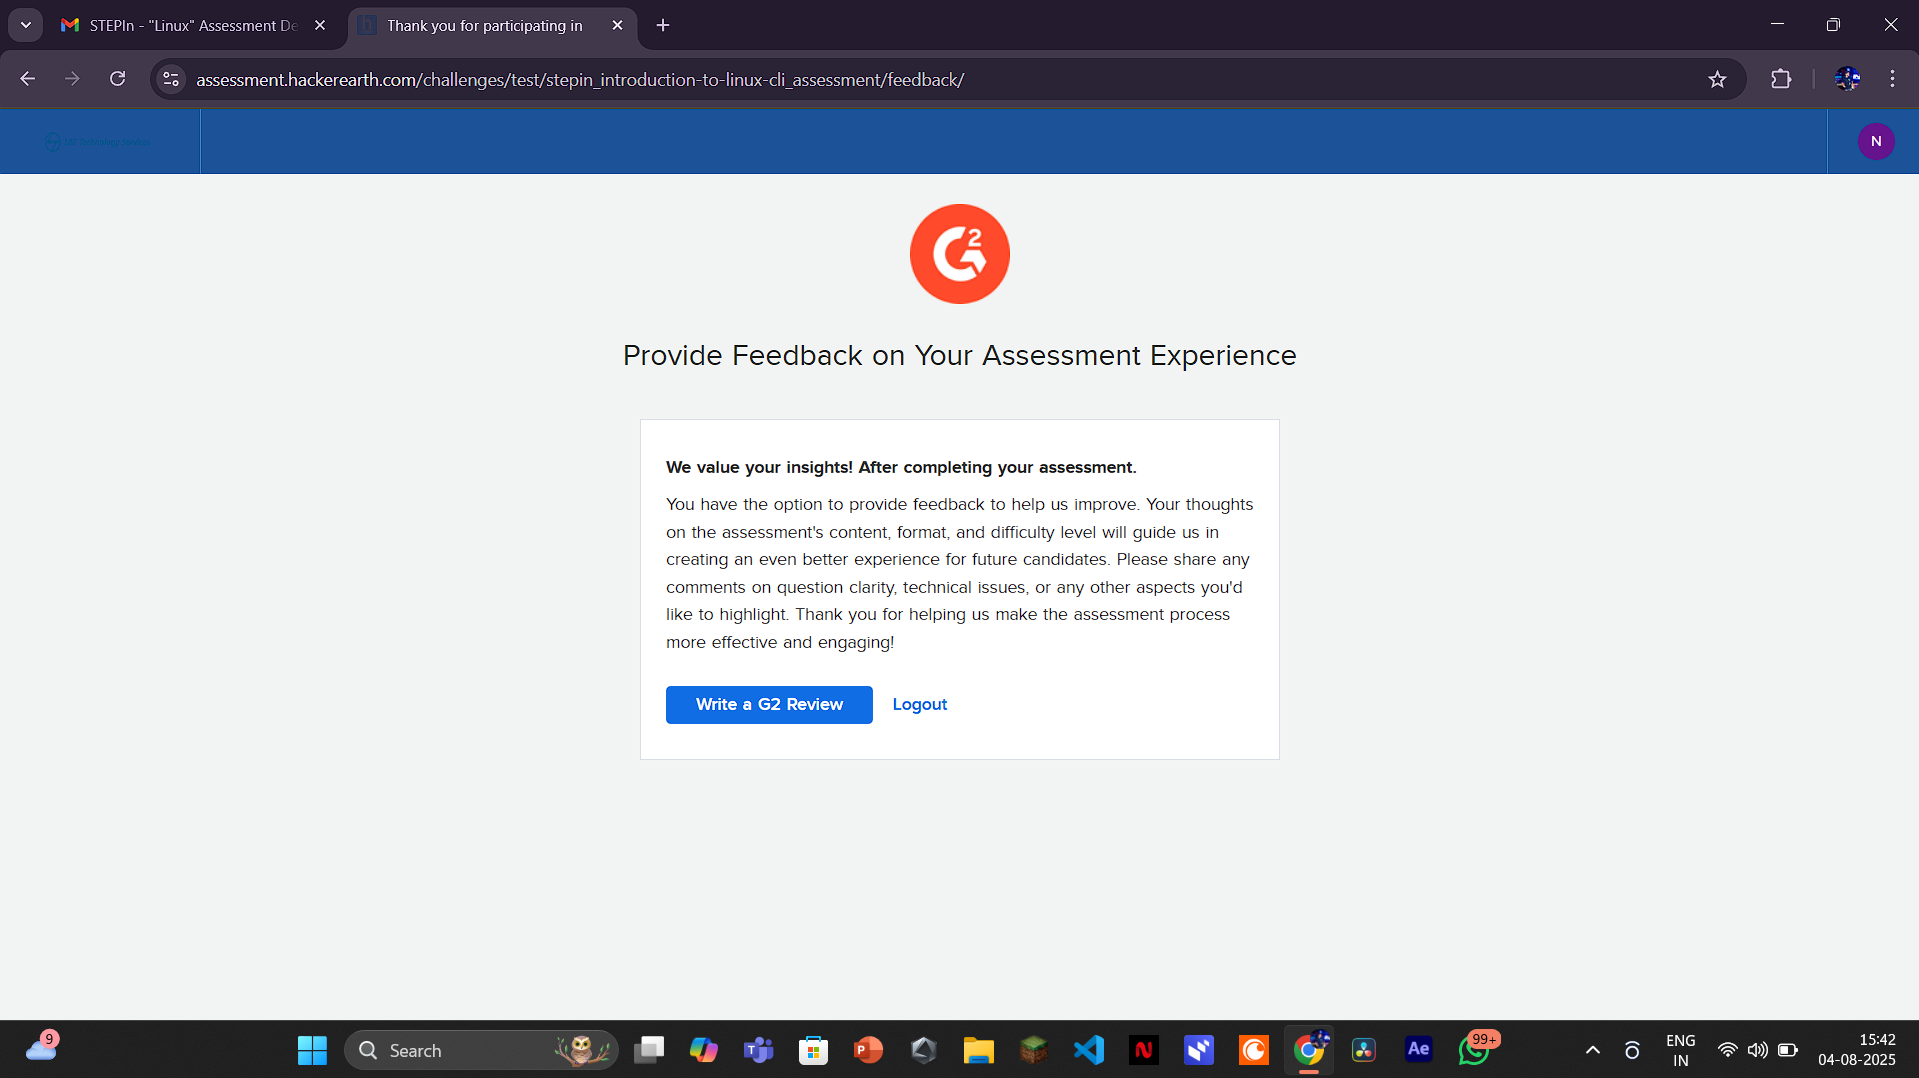 STEPIn - "Linux" Assessment De
Thank you for participating in
assessment.hackerearth.com/challenges/test/stepin_introduction-to-linux-cli_assessment/feedback/
L&T Technology Services
N
G2
Provide Feedback on Your Assessment Experience
We value your insights! After completing your assessment.
You have the option to provide feedback to help us improve. Your thoughts
on the assessment's content, format, and difficulty level will guide us in
creating an even better experience for future candidates. Please share any
comments on question clarity, technical issues, or any other aspects you'd
like to highlight. Thank you for helping us make the assessment process
more effective and engaging!
Write a G2 Review
Logout
9
Search
99+
ENG
IN
15:42
04-08-2025